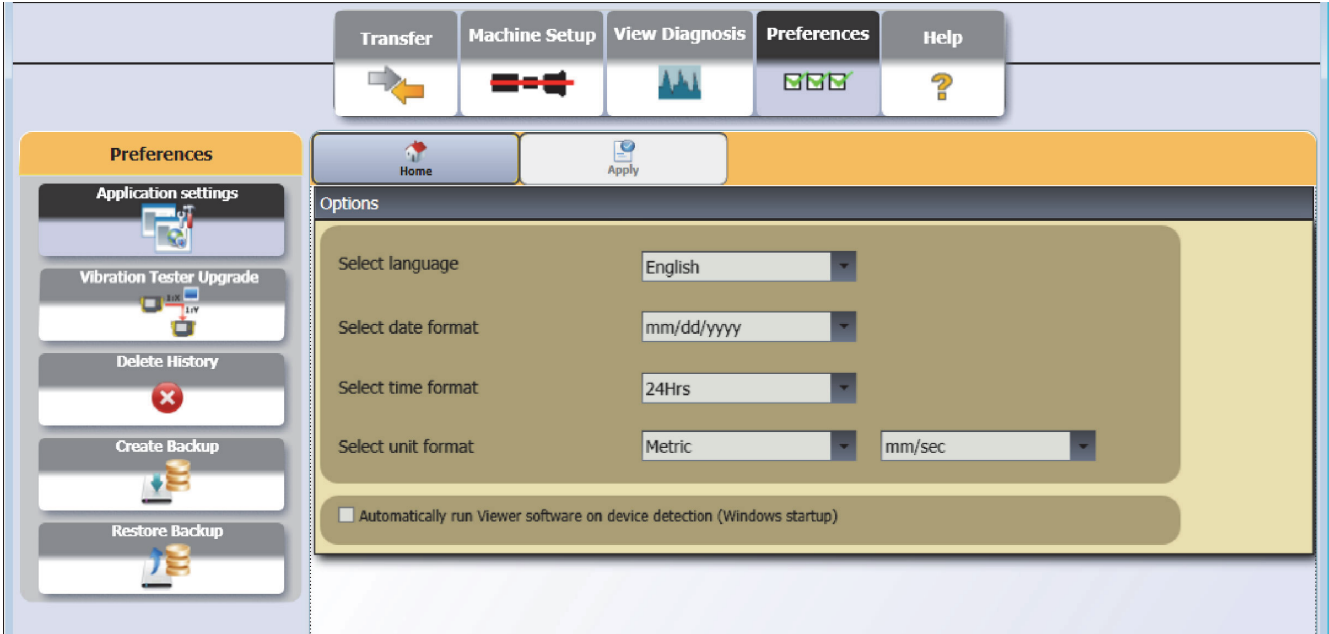 Transfer
Machine Setup
View Diagnosis
Preferences
Help
Preferences
Application settings
Vibration Tester Upgrade
Delete History
Create Backup
Restore Backup
Home
Apply
Options
Select language
English
Select date format
mm/dd/yyyy
Select time format
24Hrs
Select unit format
Metric
mm/sec
Automatically run Viewer software on device detection (Windows startup)